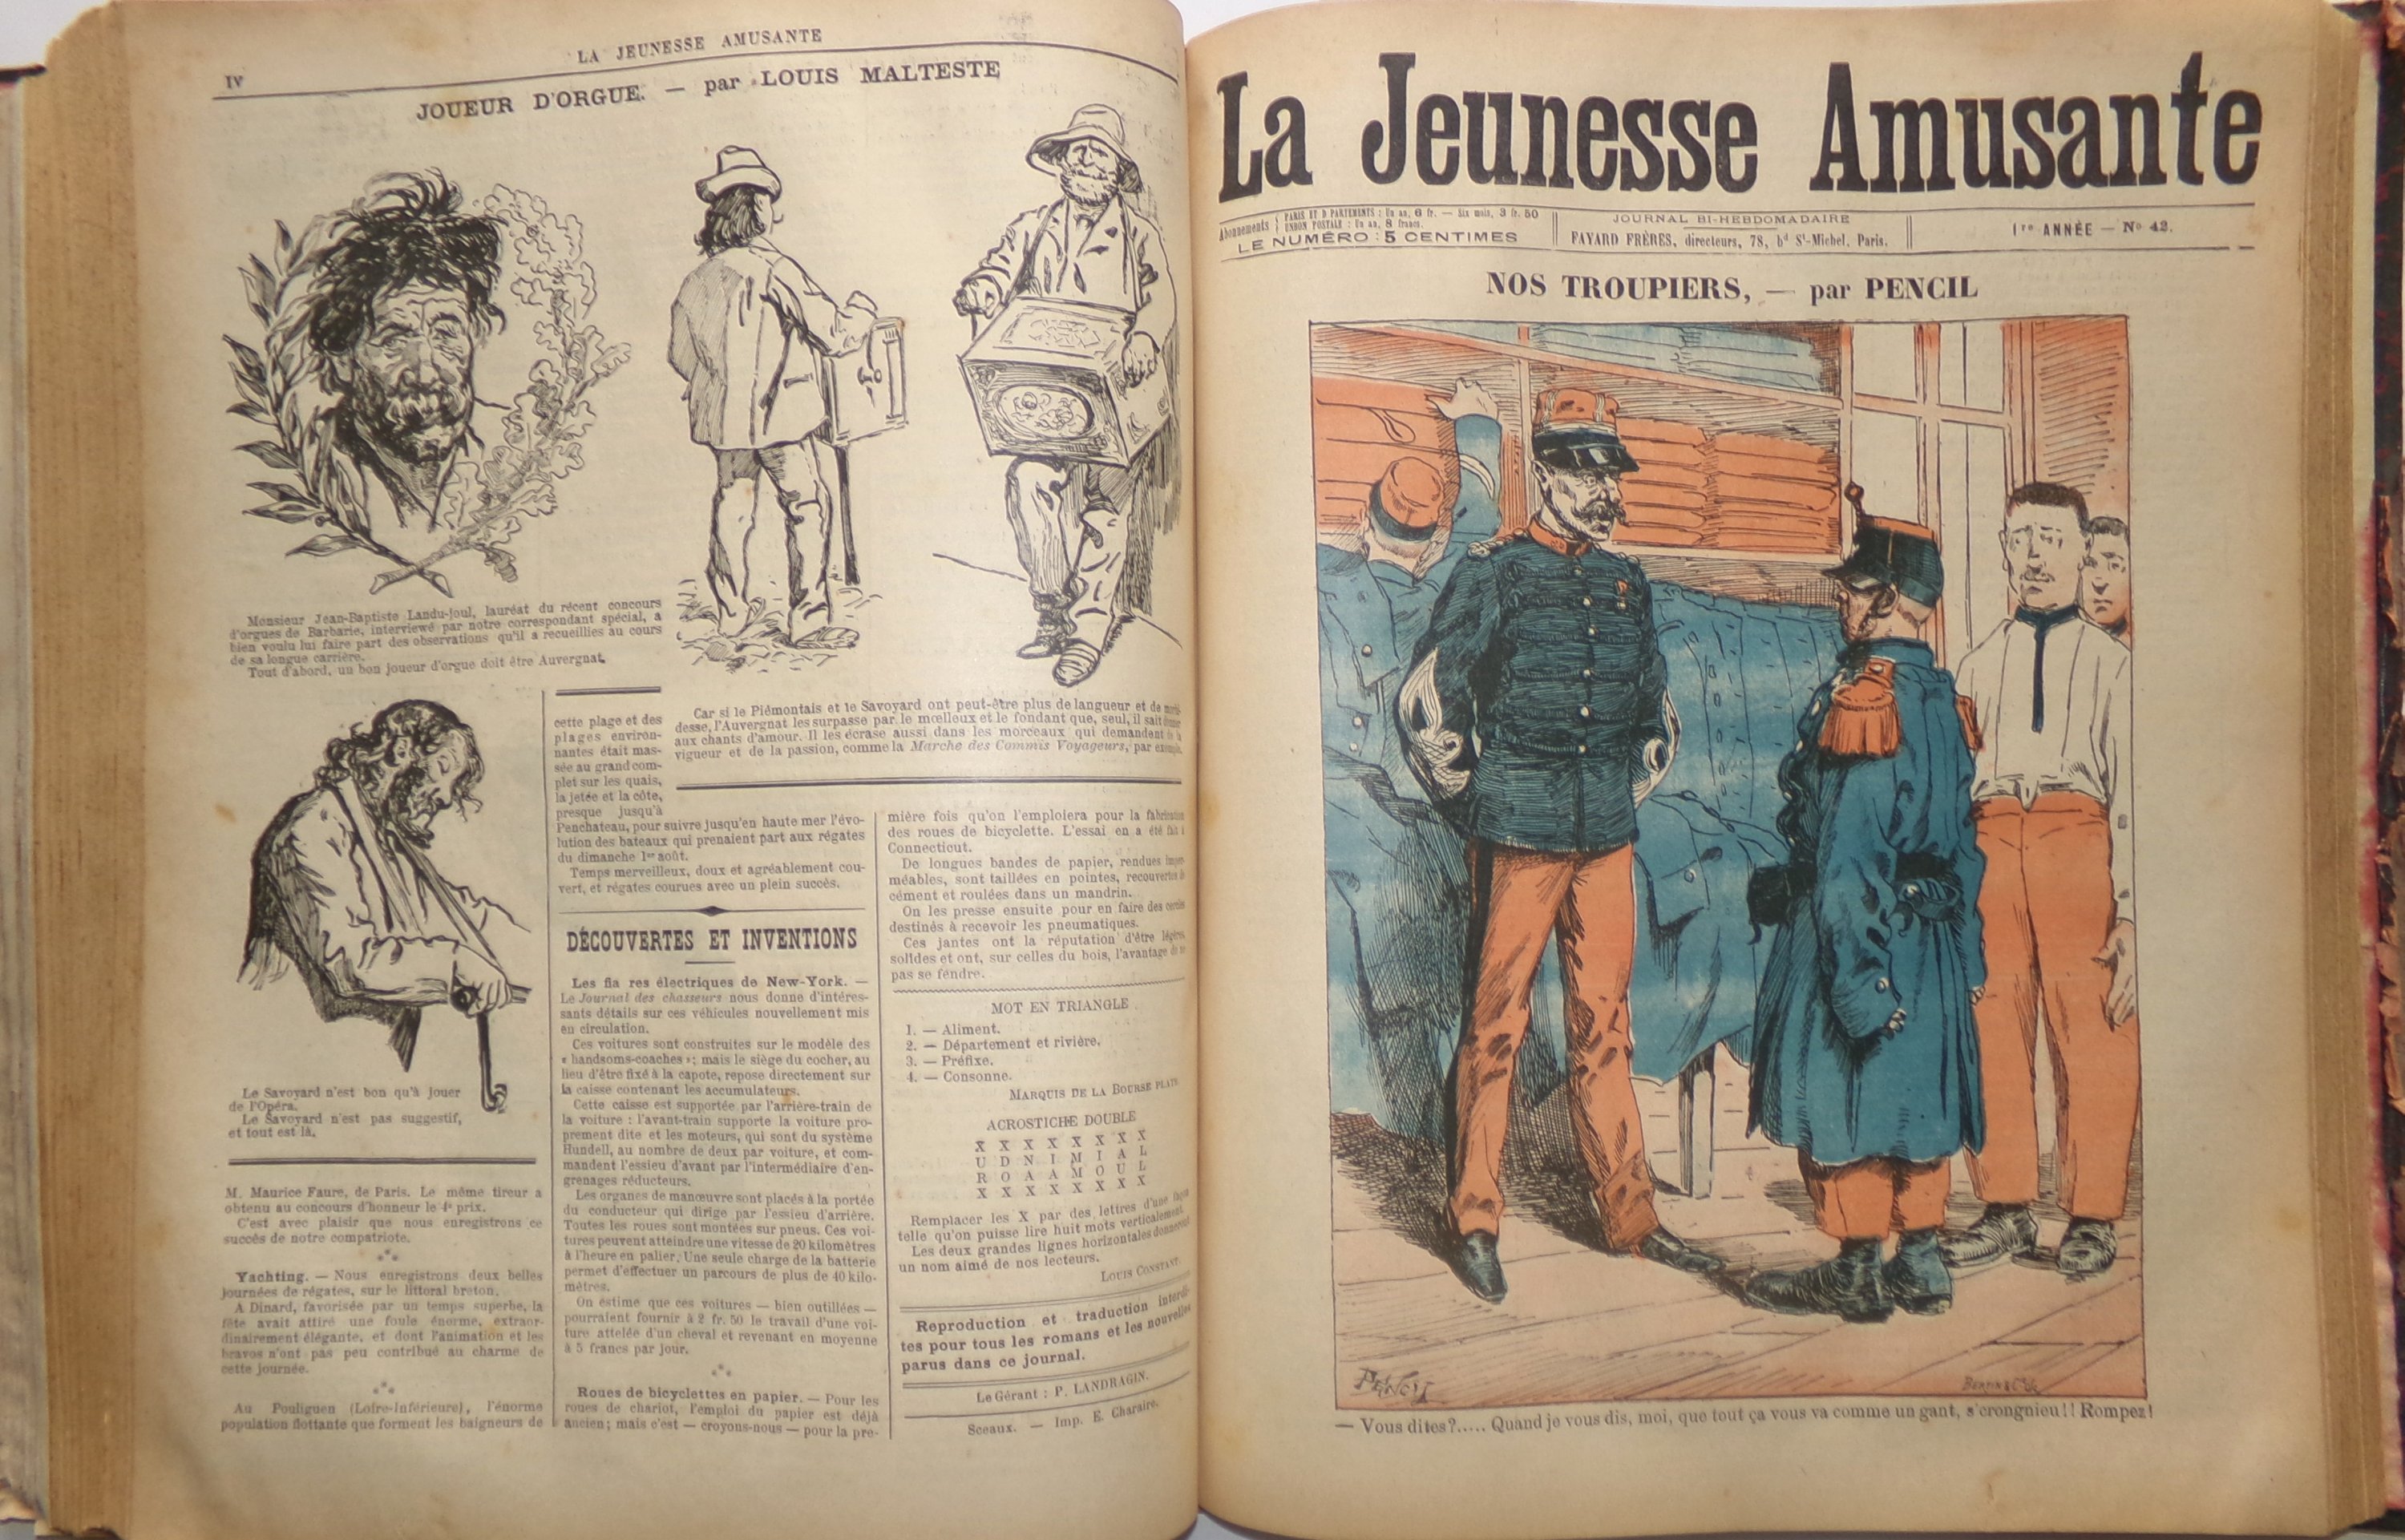 IV
LA JEUNESSE AMUSANTE
JOUEUR D'ORGUE. — par LOUIS MALTESTE
Monsieur Jean-Baptiste Landu-joul, lauréat du récent concours
d'orgues de Barbarie, interviewé par notre correspondant spécial, a
bien voulu lui faire part des observations qu'il a recueillies au cours
de sa longue carrière.
Tout d'abord, un bon joueur d'orgue doit être Auvergnat.
Car si le Piémontais et le Savoyard ont peut-être plus de langueur et de
desse, l'Auvergnat les surpasse par le moelleux et le fondant que, seul, il sait
aux chants d'amour. Il les écrase aussi dans les morceaux qui demandent
vigueur et de la passion, comme la Marche des Commis Voyageurs, par
Le Savoyard n'est bon qu'à jouer
de l'Opéra.
Le Savoyard n'est pas suggestif,
et tout est là.
M. Maurice Faure, de Paris. Le même tireur a
obtenu au concours d'honneur le 4e prix.
C'est avec plaisir que nous enregistrons ce
succès de notre compatriote.
Yachting. — Nous enregistrons deux belles
journées de régates, sur le littoral breton.
A Dinard, favorisée par un temps superbe, la
fête avait attiré une foule énorme, extraor-
dinairement élégante, et dont l'animation et les
bravos n'ont pas peu contribué au charme de
cette journée.
Au Pouliguen (Loire-Inférieure), l'énorme
population flottante que forment les baigneurs de
cette plage et des
plages environ-
nantes était mas-
sée au grand com-
plet sur les quais,
la jetée et la côte,
presque jusqu'à
Penchateau, pour suivre jusqu'en haute mer l'évo-
lution des bateaux qui prenaient part aux régates
du dimanche 1er août.
Temps merveilleux, doux et agréablement cou-
vert, et régates courues avec un plein succès.
DÉCOUVERTES ET INVENTIONS
Les fia res électriques de New-York. —
Le Journal des chasseurs nous donne d'intéres-
sants détails sur ces véhicules nouvellement mis
en circulation.
Ces voitures sont construites sur le modèle des
« handsoms-coaches »; mais le siège du cocher, au
lieu d'être fixé à la capote, repose directement sur
la caisse contenant les accumulateurs.
Cette caisse est supportée par l'arrière-train de
la voiture : l'avant-train supporte la voiture pro-
prement dite et les moteurs, qui sont du système
Hundell, au nombre de deux par voiture, et com-
mandent l'essieu d'avant par l'intermédiaire d'en-
grenages réducteurs.
Les organes de manœuvre sont placés à la portée
du conducteur qui dirige par l'essieu d'arrière.
Toutes les roues sont montées sur pneus. Ces voi-
tures peuvent atteindre une vitesse de 20 kilomètres
à l'heure en palier. Une seule charge de la batterie
permet d'effectuer un parcours de plus de 40 kilo-
mètres.
On estime que ces voitures — bien outillées —
pourraient fournir à 2 fr. 50 le travail d'une voi-
ture attelée d'un cheval et revenant en moyenne
à 5 francs par jour.
Roues de bicyclettes en papier. — Pour les
roues de chariot, l'emploi du papier est déjà
ancien; mais c'est — croyons-nous — pour la pre-
mière fois qu'on l'emploiera pour la
des roues de bicyclette. L'essai en a été fait
Connecticut.
De longues bandes de papier, rendues
méables, sont taillées en pointes, recouvertes
cément et roulées dans un mandrin.
On les presse ensuite pour en faire des
destinés à recevoir les pneumatiques.
Ces jantes ont la réputation d'être légères,
solides et ont, sur celles du bois, l'avantage de
pas se fendre.
MOT EN TRIANGLE
1. — Aliment.
2. — Département et rivière.
3. — Préfixe.
4. — Consonne.
MARQUIS DE LA BOURSE PLATE
ACROSTICHE DOUBLE
X X X X X X X X
U D N I M I A L
R O A A M O U L
X X X X X X X X
Remplacer les X par des lettres d'une façon
telle qu'on puisse lire huit mots verticalement.
Les deux grandes lignes horizontales donneront
un nom aimé de nos lecteurs.
LOUIS CONSTANT.
Reproduction et traduction interdi-
tes pour tous les romans et les nouvelles
parus dans ce journal.
Le Gérant : P. LANDRAGIN.
Sceaux. — Imp. E. Charaire.
La Jeunesse Amusante
Abonnements
PARIS ET D PARTEMENTS : Un an, 6 fr. — Six mois, 3 fr. 50
UNION POSTALE : Un an, 8 francs.
LE NUMÉRO : 5 CENTIMES
JOURNAL BI-HEBDOMADAIRE
FAYARD FRÈRES, directeurs, 78, bd St-Michel, Paris.
1re ANNÉE — No 42.
NOS TROUPIERS, — par PENCIL
PENCIL
— Vous dites?..... Quand je vous dis, moi, que tout ça vous va comme un gant, s'crongnieu!! Rompez!